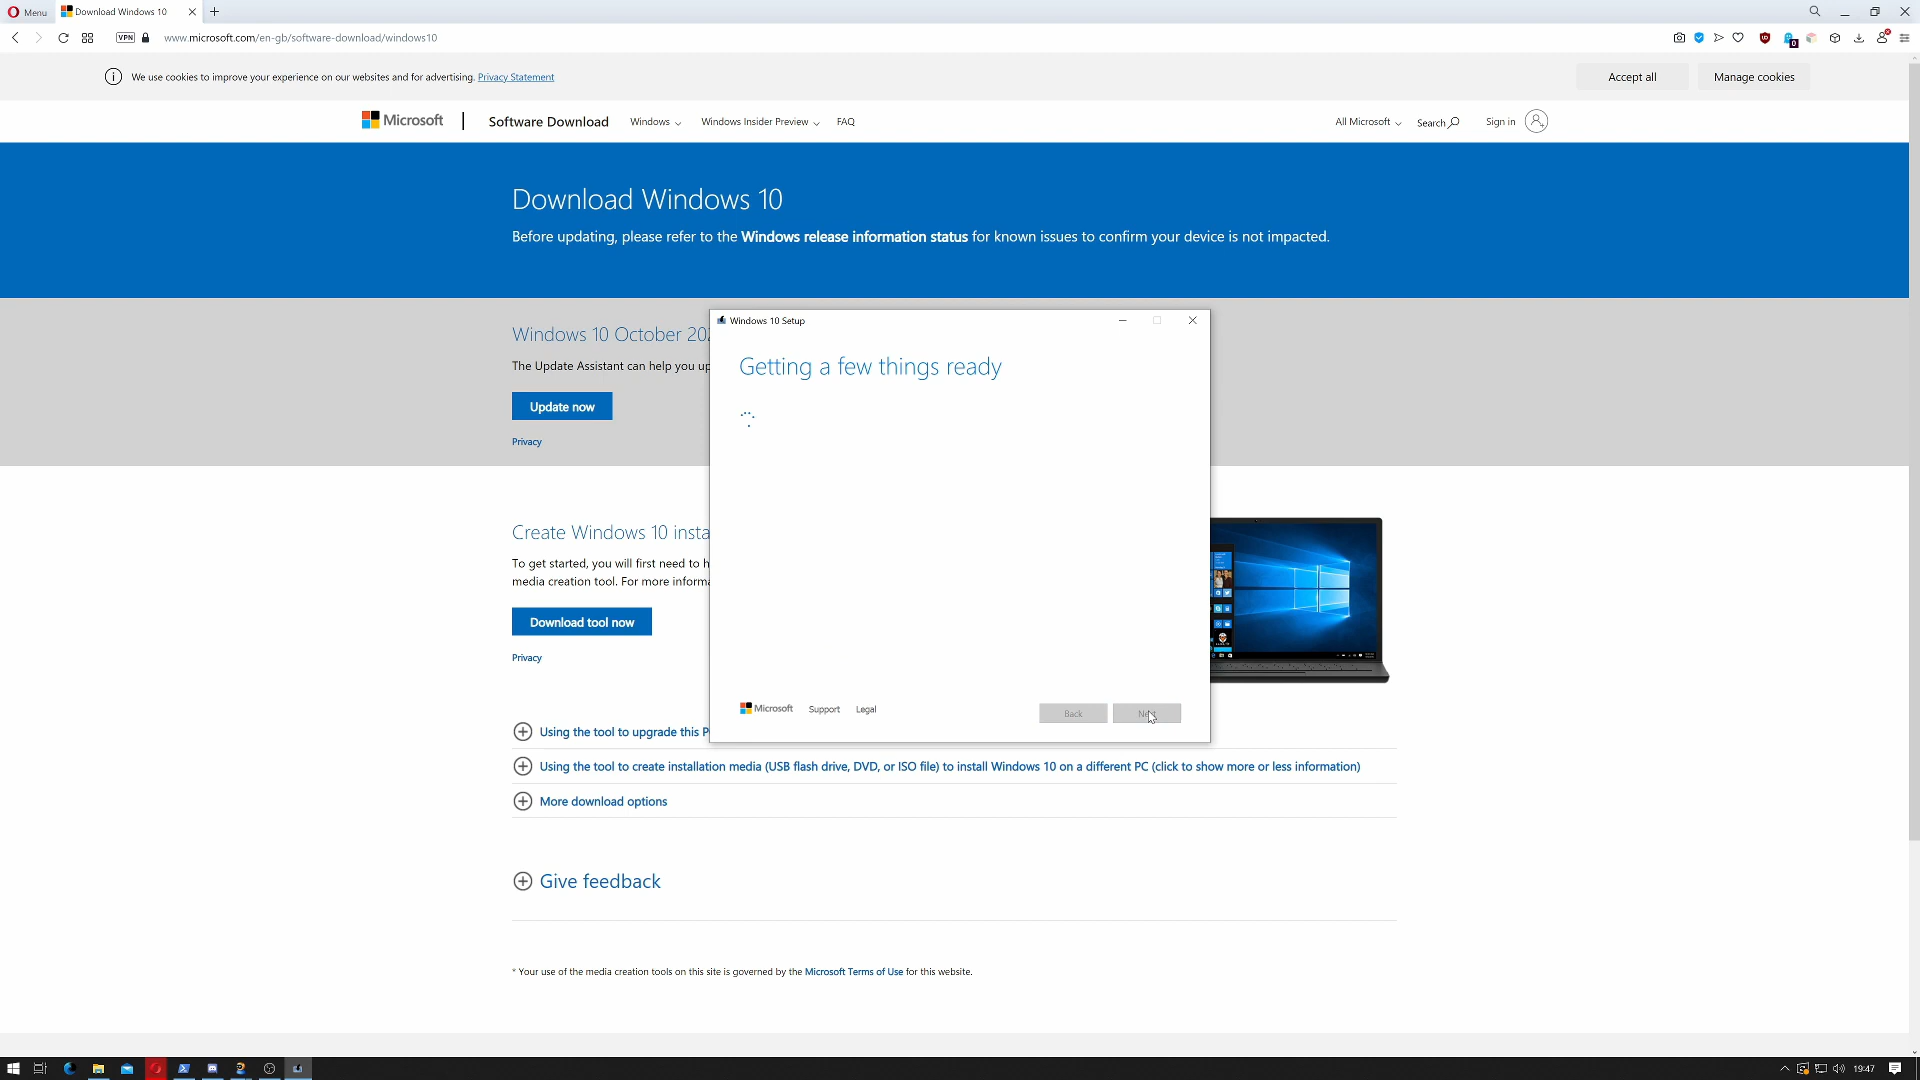 Menu
Download Windows 10
VPN
www.microsoft.com/en-gb/software-download/windows10
0
We use cookies to improve your experience on our websites and for advertising. Privacy Statement
Accept all
Manage cookies
Microsoft
Software Download
Windows
Windows Insider Preview
FAQ
All Microsoft
Search
Sign in
Download Windows 10
Before updating, please refer to the Windows release information status for known issues to confirm your device is not impacted.
Windows 10 October 202
The Update Assistant can help you up
Update now
Privacy
Windows 10 Setup
Getting a few things ready
Microsoft
Support
Legal
Back
Next
Create Windows 10 insta
To get started, you will first need to h
media creation tool. For more informa
Download tool now
Privacy
Using the tool to upgrade this P
Using the tool to create installation media (USB flash drive, DVD, or ISO file) to install Windows 10 on a different PC (click to show more or less information)
More download options
Give feedback
* Your use of the media creation tools on this site is governed by the Microsoft Terms of Use for this website.
19:47